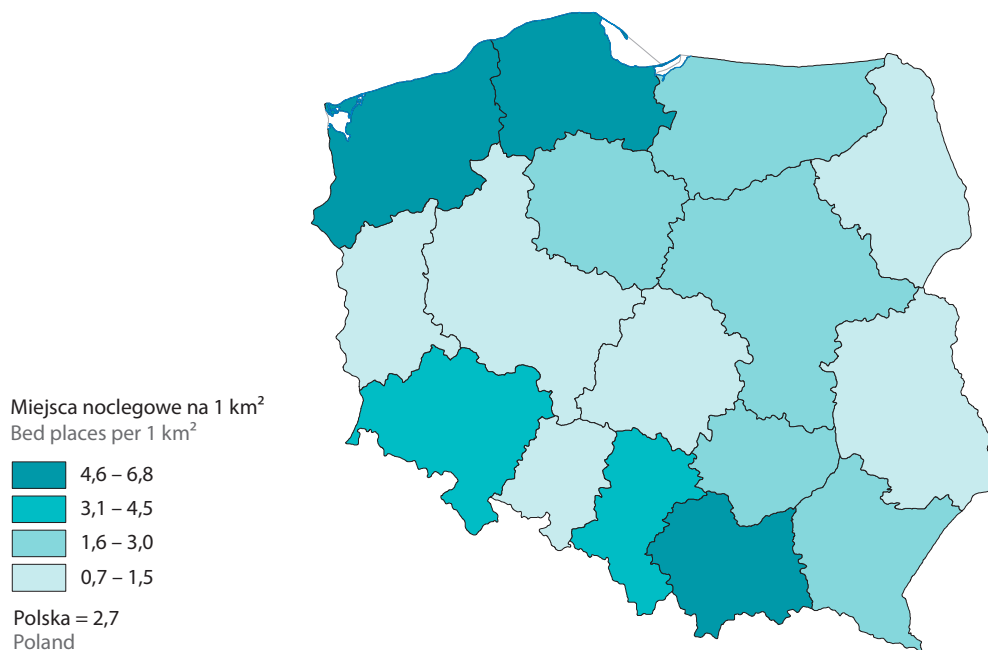 Miejsca noclegowe na 1 km²
Bed places per 1 km²
4,6 – 6,8
3,1 – 4,5
1,6 – 3,0
0,7 – 1,5
Polska = 2,7
Poland